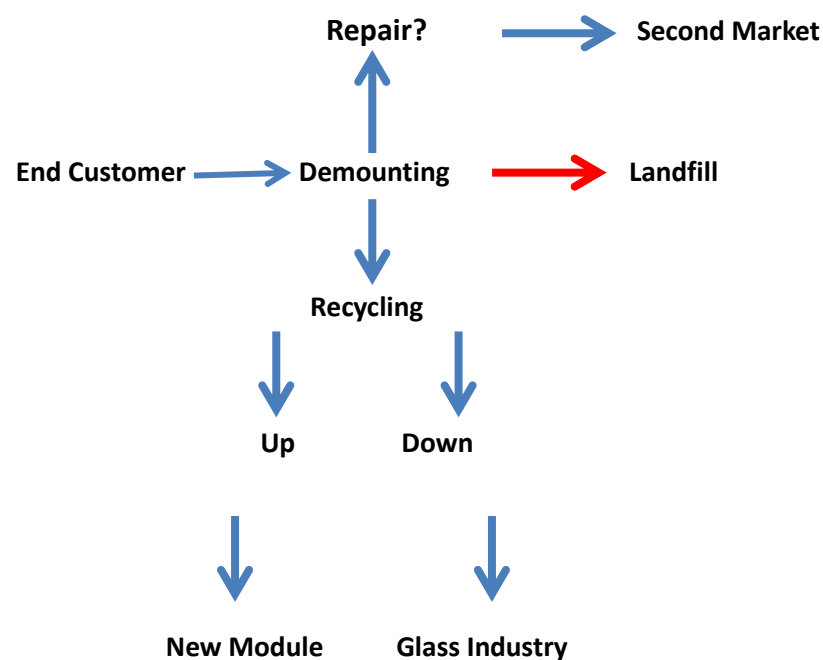 Repair?
Second Market
End Customer
Demounting
Landfill
Recycling
Up
Down
New Module
Glass Industry